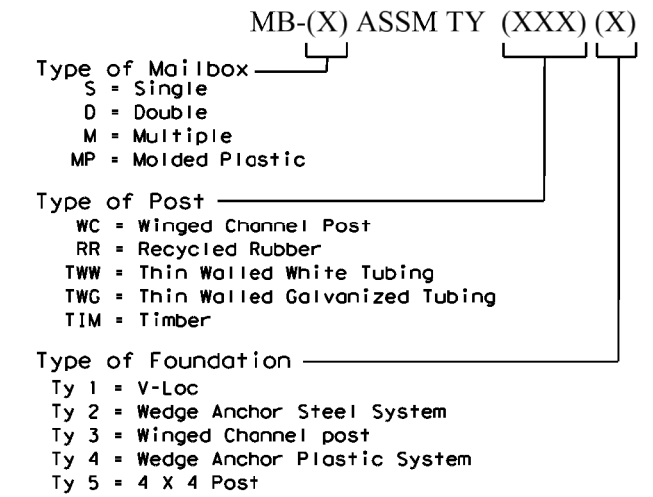 MB-(X) ASSM TY (XXX) (X)
Type of Mailbox
S = Single
D = Double
M = Multiple
MP = Molded Plastic
Type of Post
WC = Winged Channel Post
RR = Recycled Rubber
TWW = Thin Walled White Tubing
TWG = Thin Walled Galvanized Tubing
TIM = Timber
Type of Foundation
Ty 1 = V-Loc
Ty 2 = Wedge Anchor Steel System
Ty 3 = Winged Channel post
Ty 4 = Wedge Anchor Plastic System
Ty 5 = 4 X 4 Post